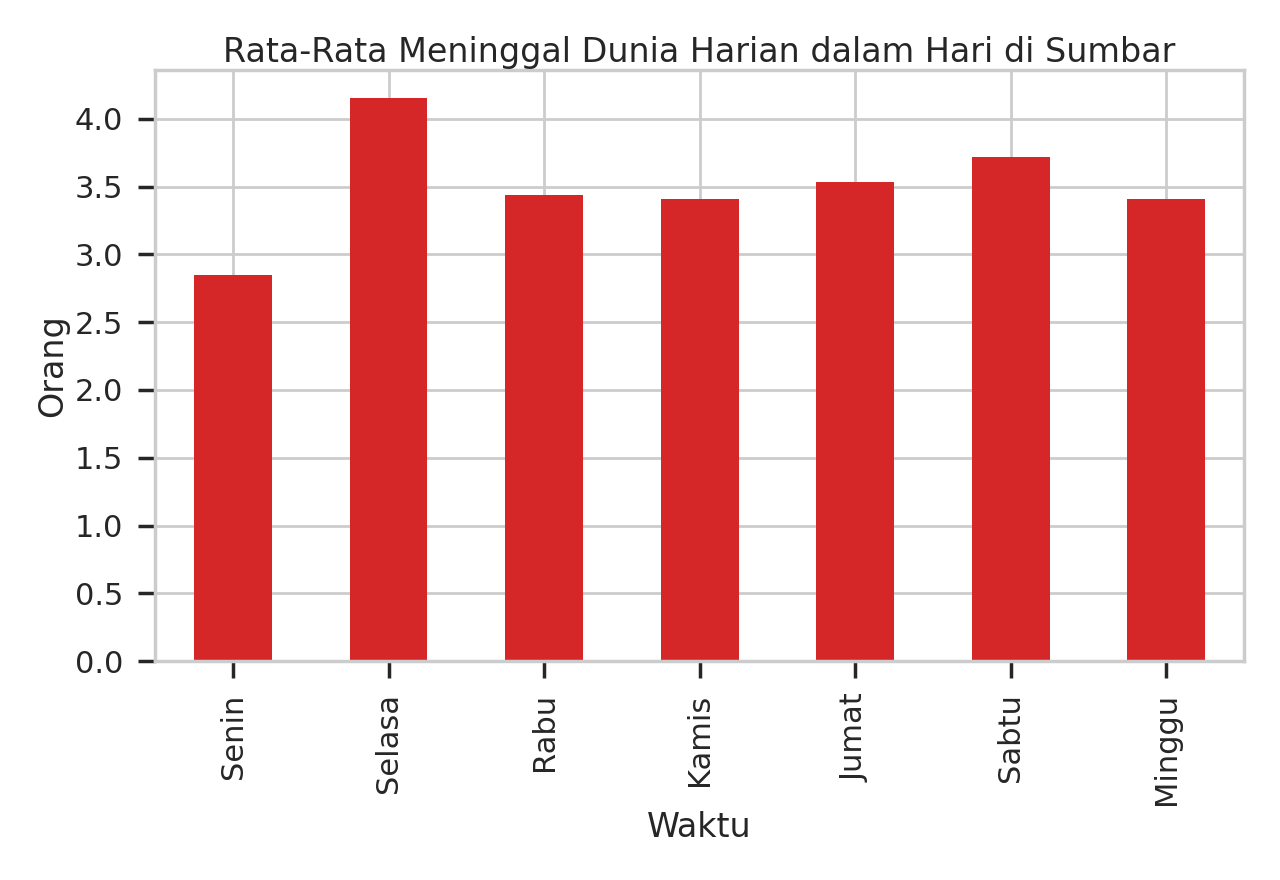 Rata-Rata Meninggal Dunia Harian dalam Hari di Sumbar
4.0
3.5
3.0
2.5
2.0
1.5
1.0
0.5
0.0
Orang
Senin
Selasa
Rabu
Kamis
Jumat
Sabtu
Minggu
Waktu